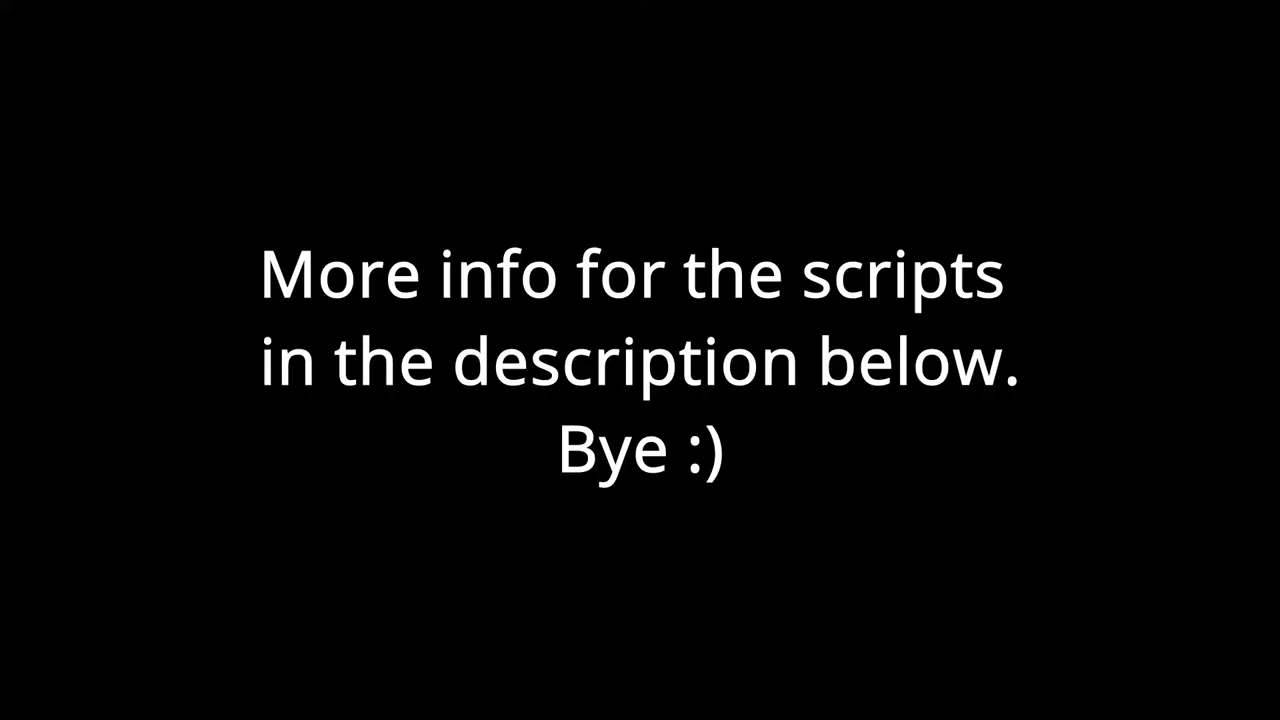 More info for the scripts
in the description below.
Bye :)